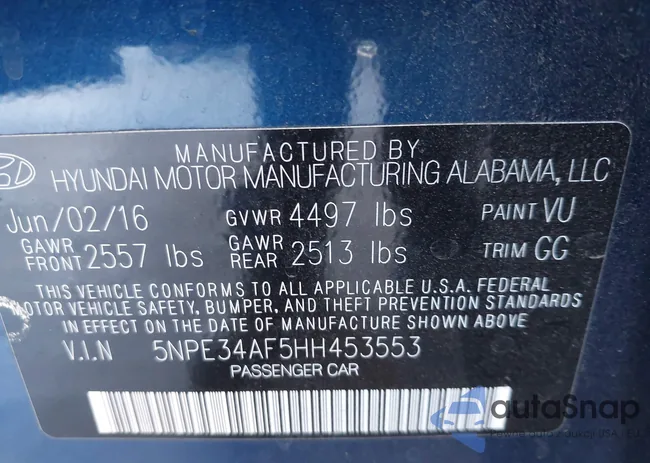 MANUFACTURED BY
HYUNDAI MOTOR MANUFACTURING ALABAMA, LLC
Jun/02/16 GVWR 4497 lbs PAINT VU
GAWR FRONT 2557 lbs GAWR REAR 2513 lbs TRIM GG
THIS VEHICLE CONFORMS TO ALL APPLICABLE U.S.A. FEDERAL
MOTOR VEHICLE SAFETY, BUMPER, AND THEFT PREVENTION STANDARDS
IN EFFECT ON THE DATE OF MANUFACTURE SHOWN ABOVE.
V.I.N 5NPE34AF5HH453553
PASSENGER CAR
autoSnap